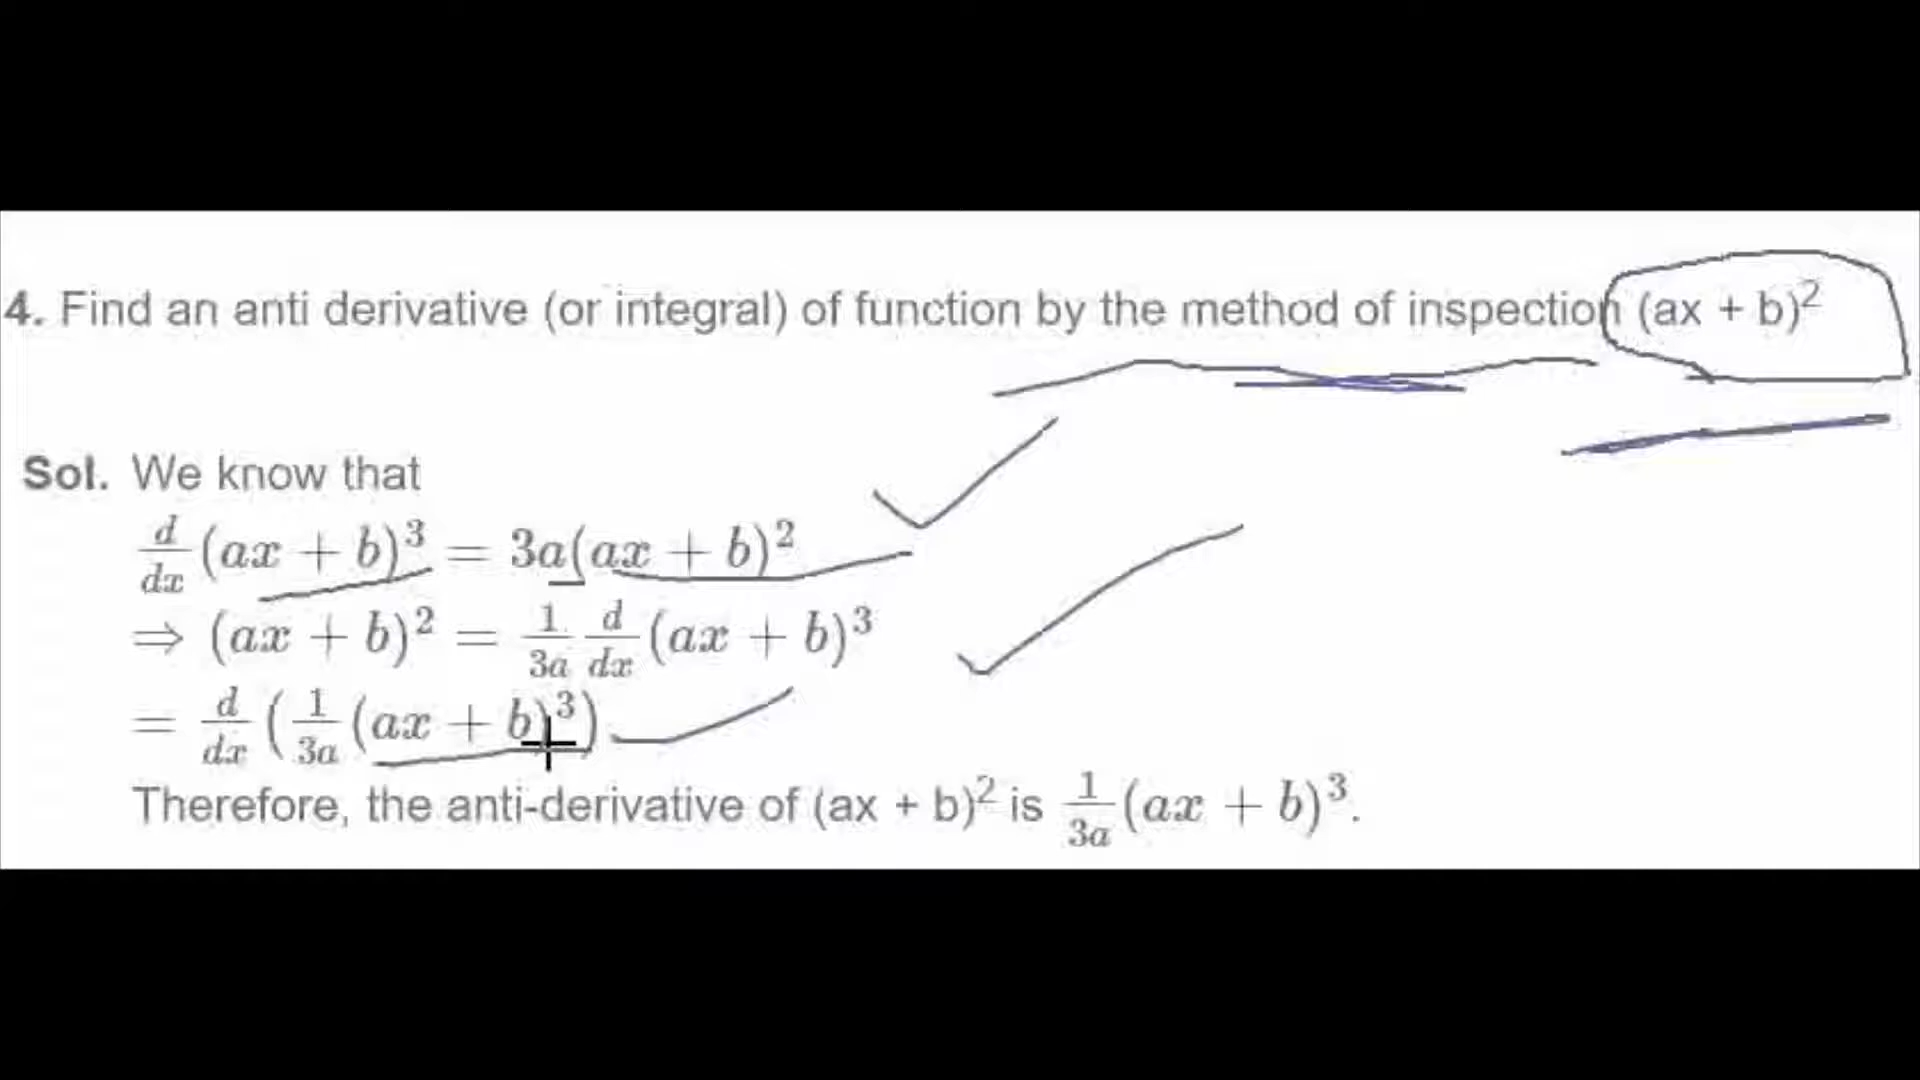 4. Find an anti derivative (or integral) of function by the method of inspection (ax + b)²
Sol. We know that
d/dx (ax + b)³ = 3a(ax + b)²
⇒ (ax + b)² = 1/3a d/dx (ax + b)³
= d/dx (1/3a (ax + b)³)
Therefore, the anti-derivative of (ax + b)² is 1/3a (ax + b)³.